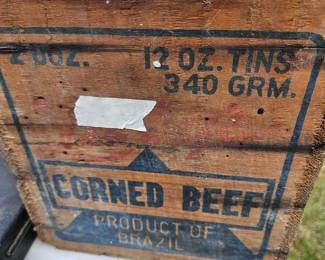 2 DOZ. 12 OZ. TINS
340 GRM.
CORNED BEEF
PRODUCT OF
BRAZIL